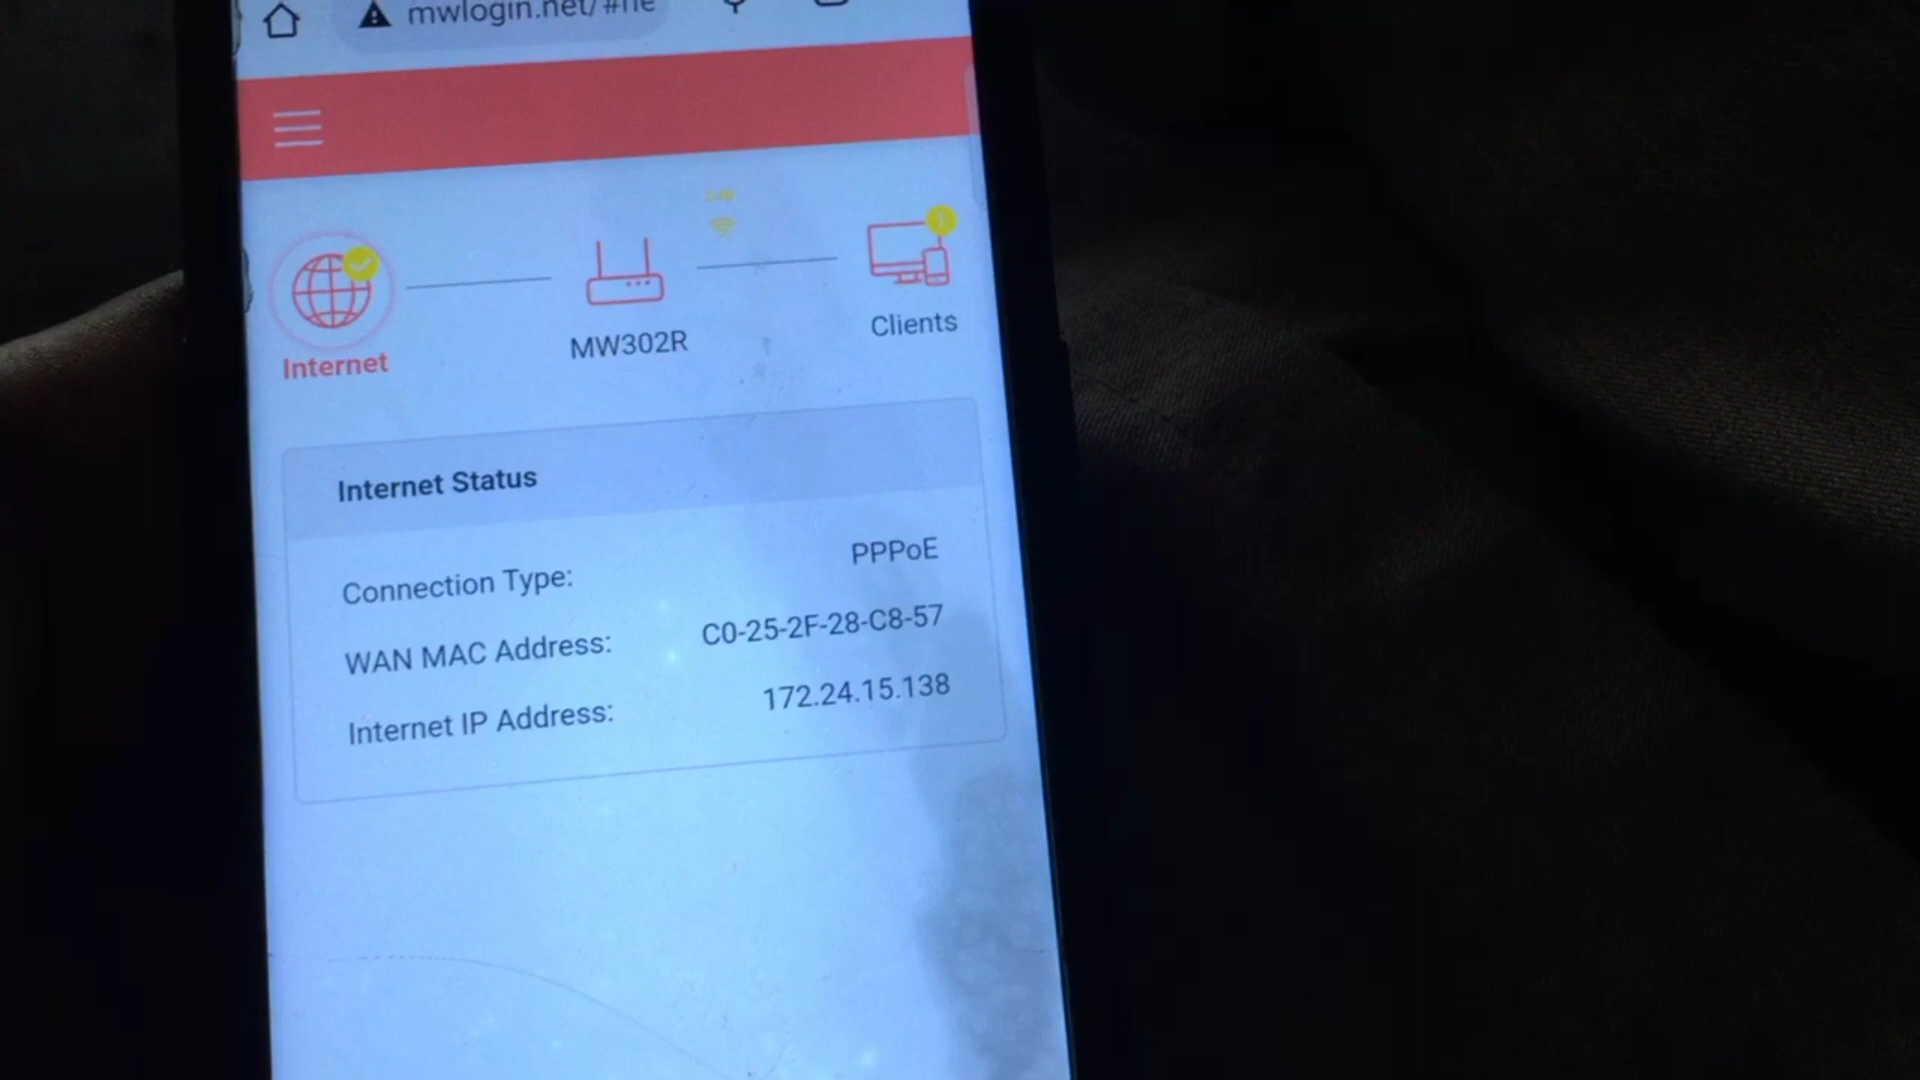 mwlogin.net/#ne
1
Internet
MW302R
Clients
Internet Status
Connection Type: PPPoE
WAN MAC Address: C0-25-2F-28-C8-57
Internet IP Address: 172.24.15.138